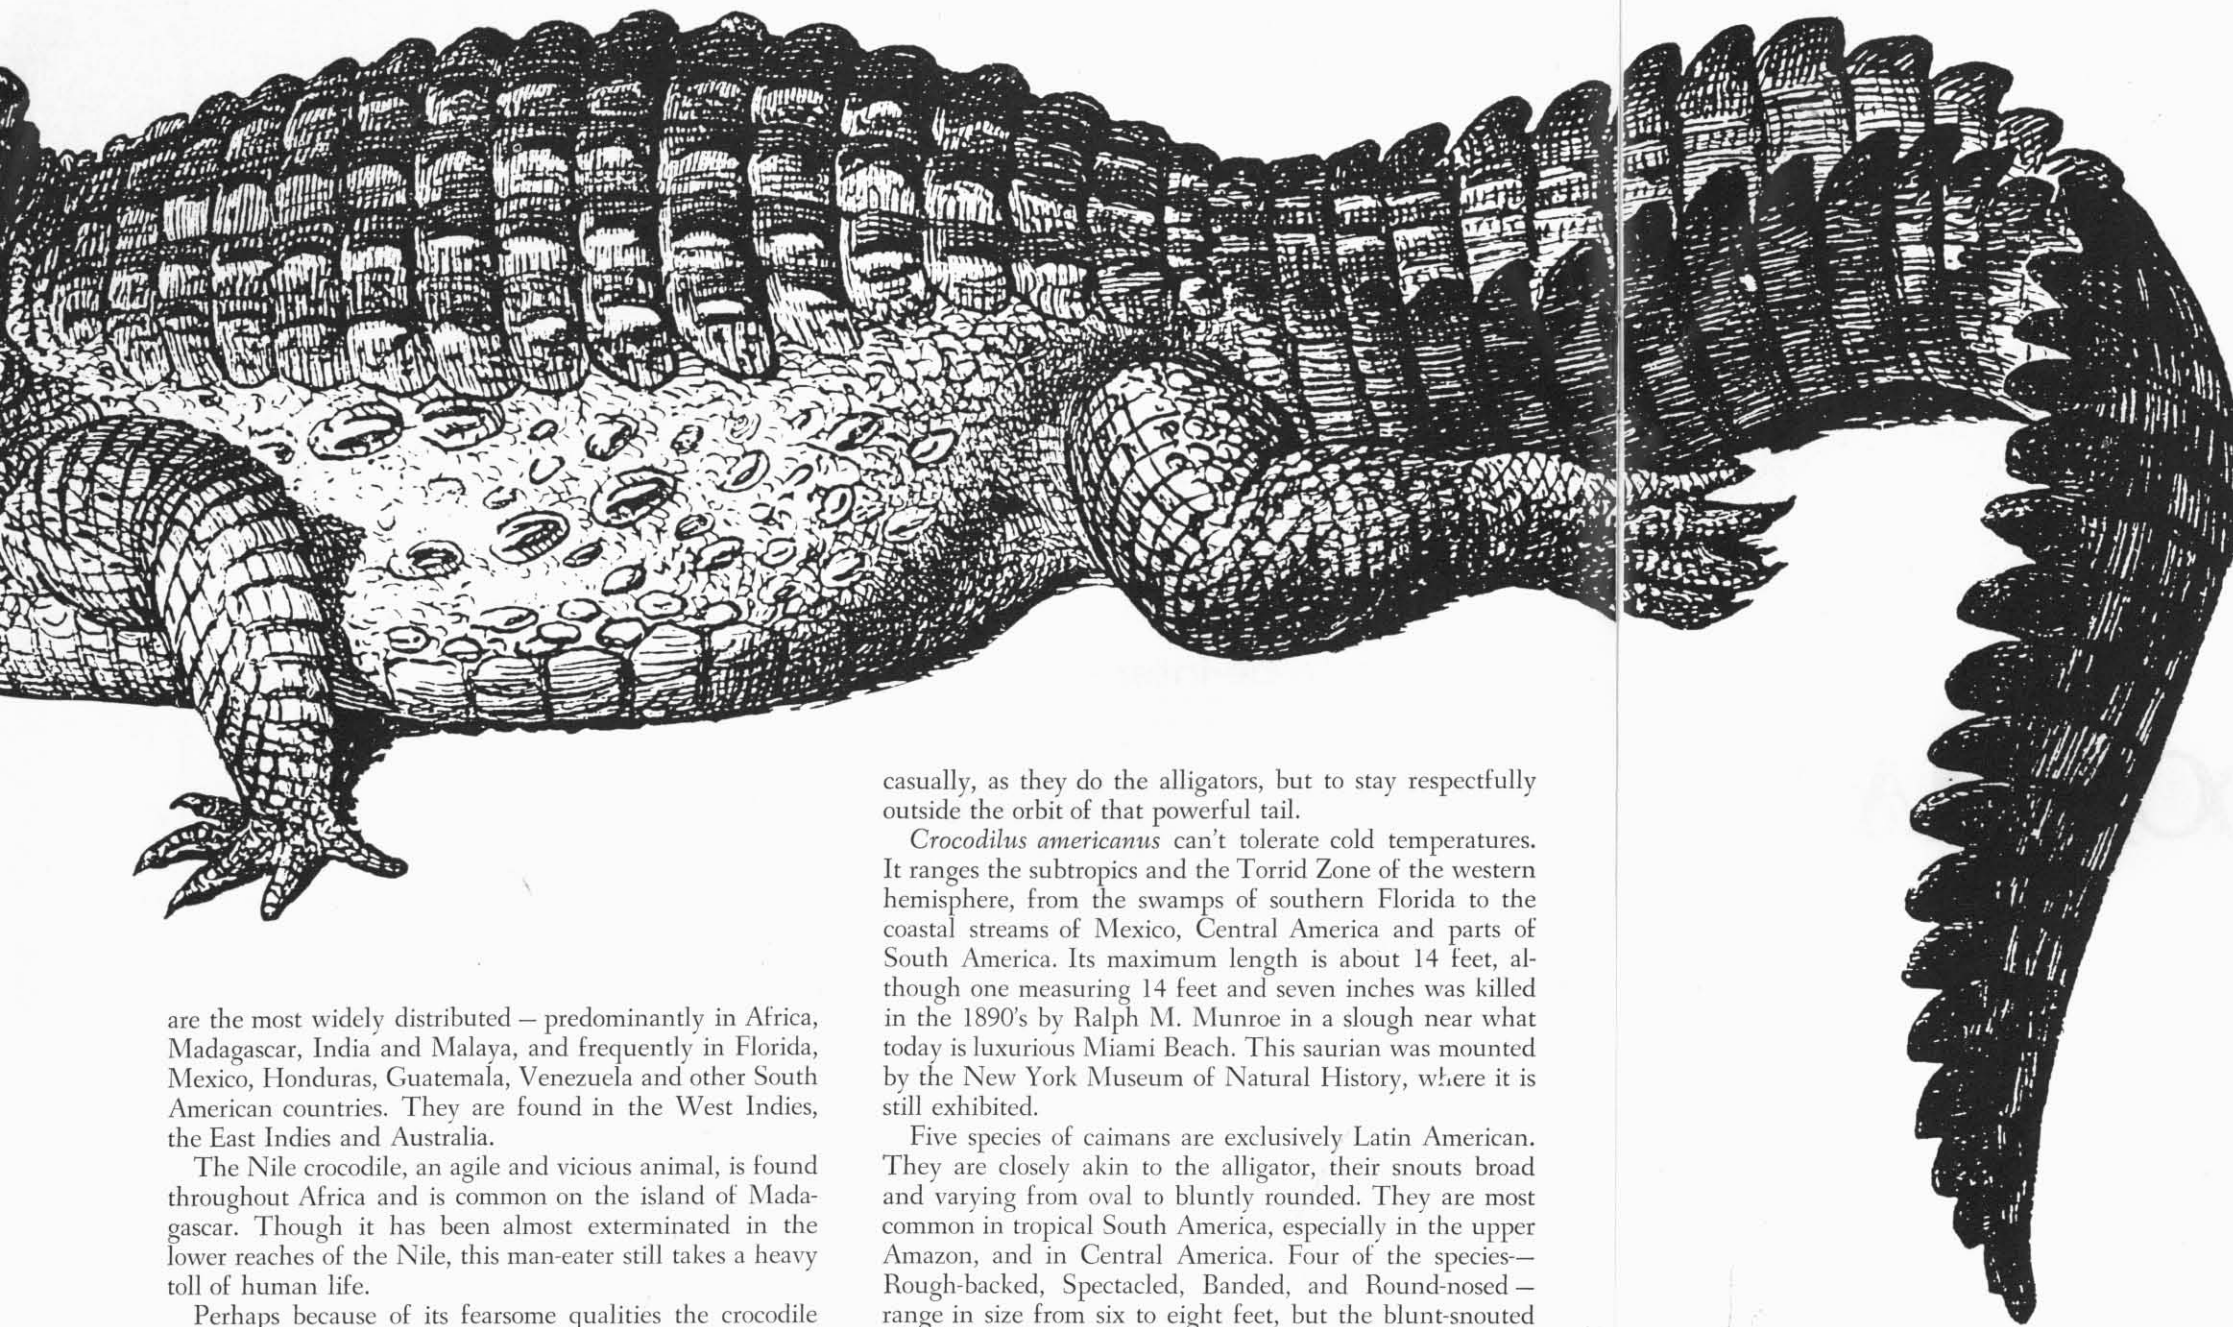 are the most widely distributed — predominantly in Africa,
Madagascar, India and Malaya, and frequently in Florida,
Mexico, Honduras, Guatemala, Venezuela and other South
American countries. They are found in the West Indies,
the East Indies and Australia.
The Nile crocodile, an agile and vicious animal, is found
throughout Africa and is common on the island of Mada-
gascar. Though it has been almost exterminated in the
lower reaches of the Nile, this man-eater still takes a heavy
toll of human life.
Perhaps because of its fearsome qualities the crocodile
casually, as they do the alligators, but to stay respectfully
outside the orbit of that powerful tail.
Crocodilus americanus can't tolerate cold temperatures.
It ranges the subtropics and the Torrid Zone of the western
hemisphere, from the swamps of southern Florida to the
coastal streams of Mexico, Central America and parts of
South America. Its maximum length is about 14 feet, al-
though one measuring 14 feet and seven inches was killed
in the 1890's by Ralph M. Munroe in a slough near what
today is luxurious Miami Beach. This saurian was mounted
by the New York Museum of Natural History, where it is
still exhibited.
Five species of caimans are exclusively Latin American.
They are closely akin to the alligator, their snouts broad
and varying from oval to bluntly rounded. They are most
common in tropical South America, especially in the upper
Amazon, and in Central America. Four of the species—
Rough-backed, Spectacled, Banded, and Round-nosed —
range in size from six to eight feet, but the blunt-snouted